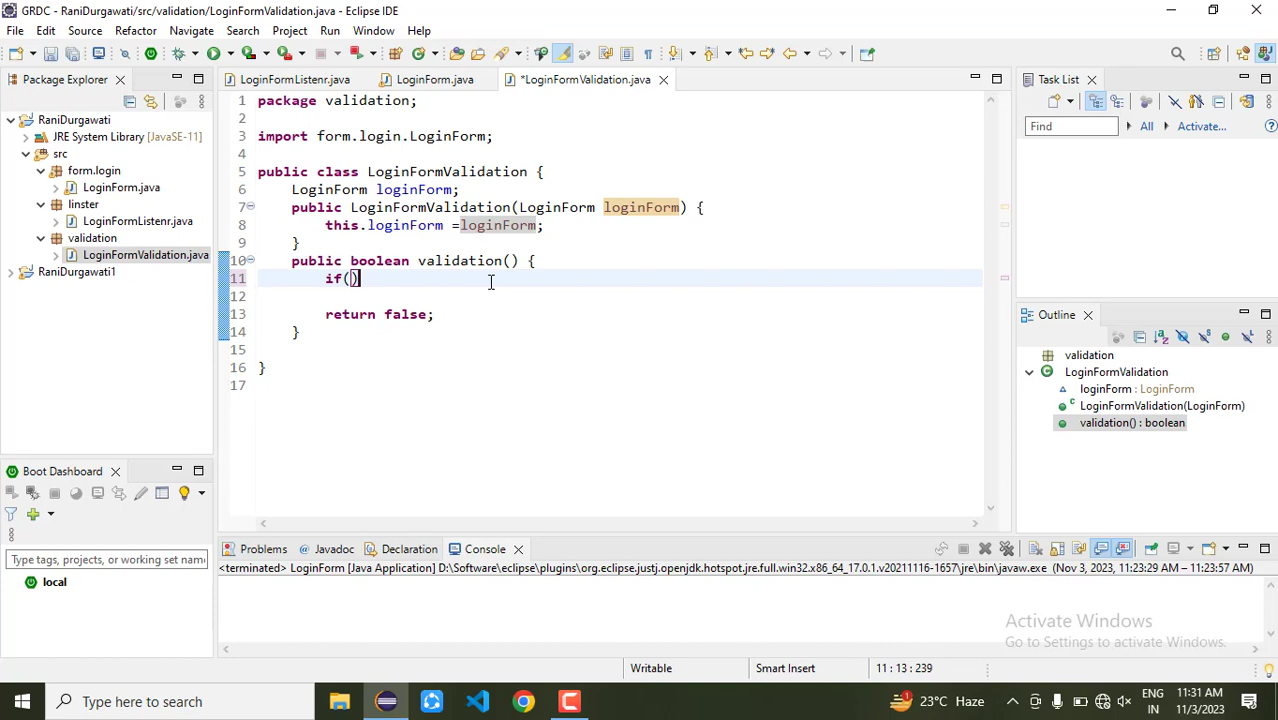 GRDC - RaniDurgawati/src/validation/LoginFormValidation.java - Eclipse IDE
File Edit Source Refactor Navigate Search Project Run Window Help
Package Explorer
RaniDurgawati
JRE System Library [JavaSE-11]
src
form.login
LoginForm.java
linster
LoginFormListenr.java
validation
LoginFormValidation.java
RaniDurgawati1
Boot Dashboard
Type tags, projects, or working set name
local
LoginFormListenr.java LoginForm.java *LoginFormValidation.java
1 package validation;
2
3 import form.login.LoginForm;
4
5 public class LoginFormValidation {
6 LoginForm loginForm;
7 public LoginFormValidation(LoginForm loginForm) {
8 this.loginForm =loginForm;
9 }
10 public boolean validation() {
11 if()
12
13 return false;
14 }
15
16 }
17
Problems Javadoc Declaration Console
<terminated> LoginForm [Java Application] D:\Software\eclipse\plugins\org.eclipse.justj.openjdk.hotspot.jre.full.win32.x86_64_17.0.1.v20211116-1657\jre\bin\javaw.exe (Nov 3, 2023, 11:23:29 AM – 11:23:57 AM)
Task List
Find All Activate...
Outline
validation
LoginFormValidation
loginForm : LoginForm
LoginFormValidation(LoginForm)
validation() : boolean
Activate Windows
Go to Settings to activate Windows.
Writable Smart Insert 11 : 13 : 239
Type here to search
1 23°C Haze
ENG
IN
11:31 AM
11/3/2023